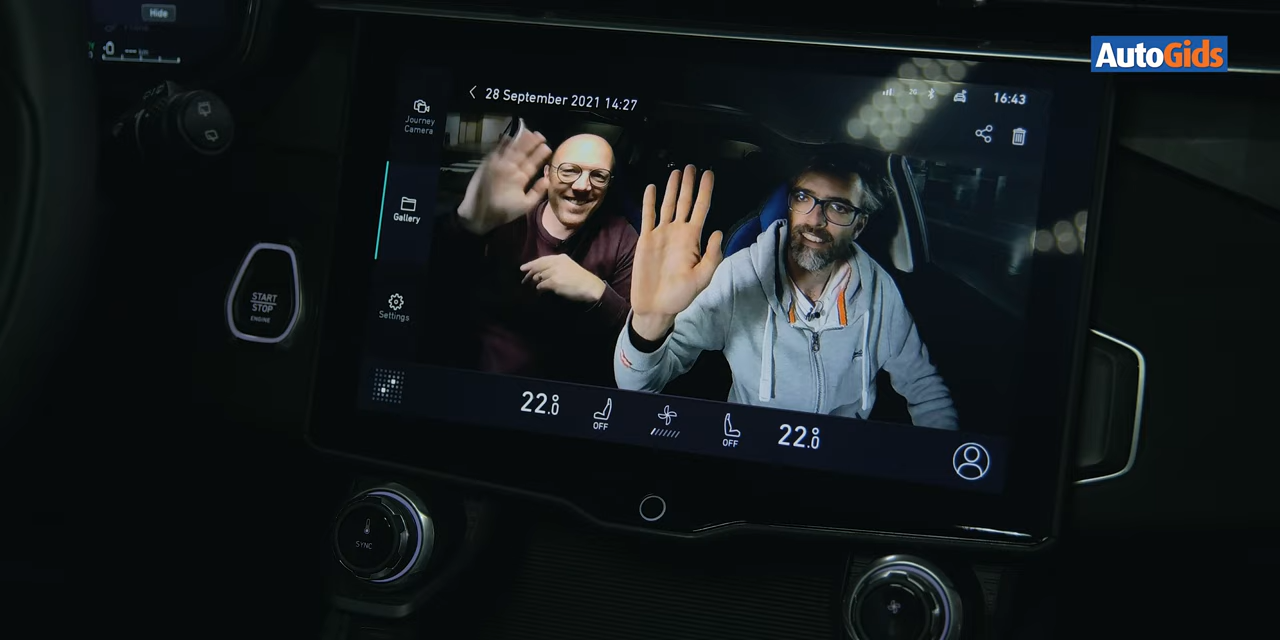 Hide
AutoGids
28 September 2021 14:27
2G
16:43
Journey
Camera
Gallery
START
STOP
ENGINE
Settings
22.0
OFF
OFF
22.0
SYNC